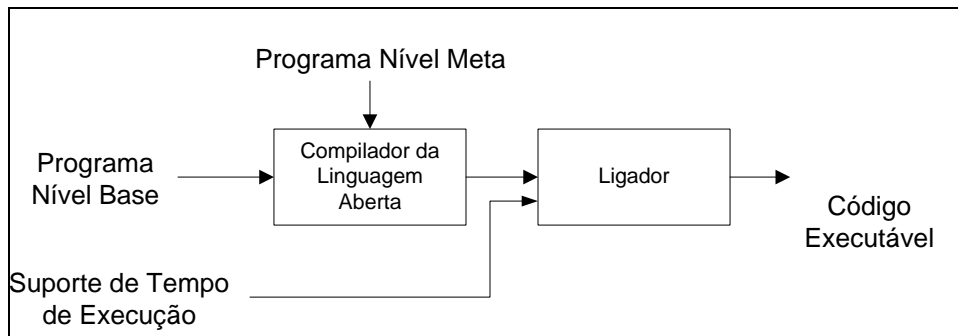 Programa Nível Meta
Programa
Nível Base
Compilador da
Linguagem
Aberta
Ligador
Código
Executável
Suporte de Tempo
de Execução